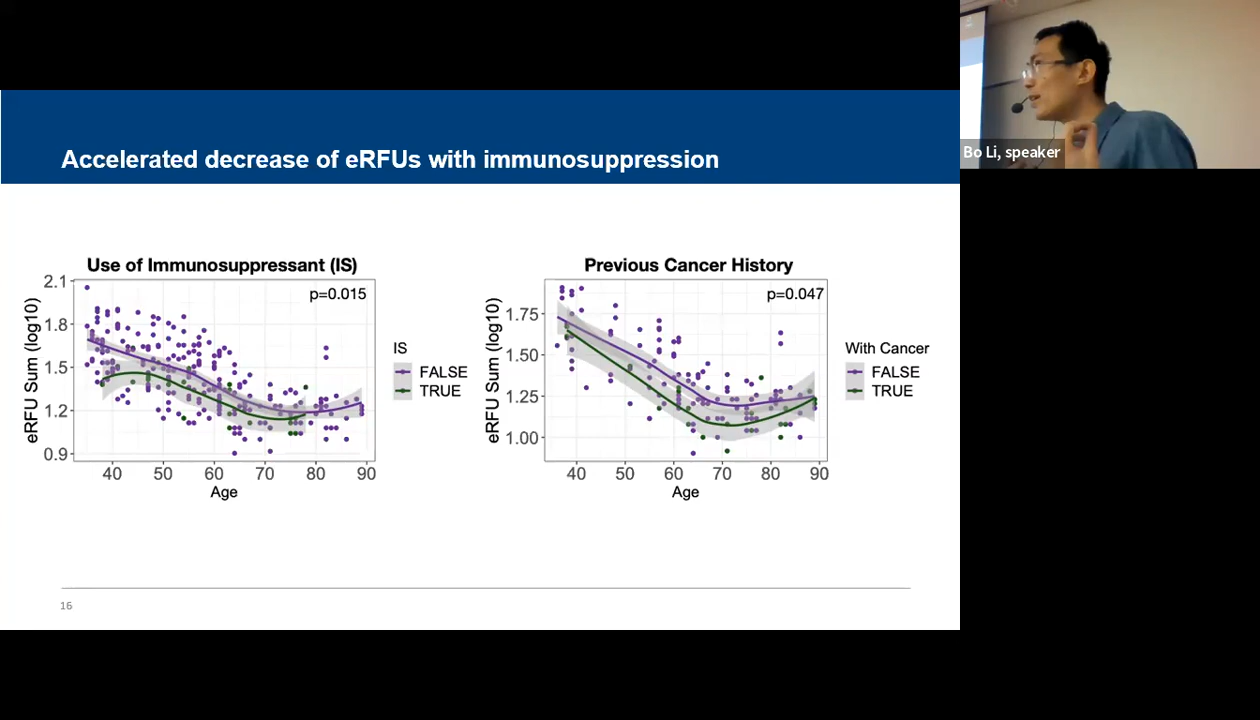 Accelerated decrease of eRFUs with immunosuppression
Use of Immunosuppressant (IS)
2.1
1.8
1.5
1.2
0.9
eRFU Sum (log10)
p=0.015
40 50 60 70 80 90
Age
IS
FALSE
TRUE
Previous Cancer History
1.75
1.50
1.25
1.00
eRFU Sum (log10)
p=0.047
40 50 60 70 80 90
Age
With Cancer
FALSE
TRUE
16
Bo Li, speaker